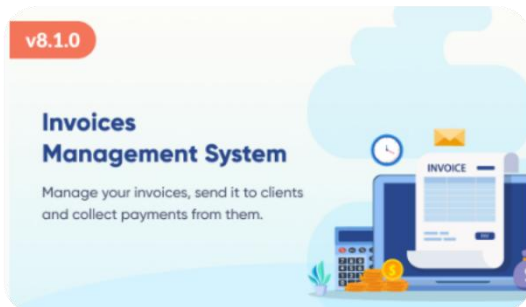 v8.1.0
Invoices
Management System
Manage your invoices, send it to clients
and collect payments from them.
INVOICE